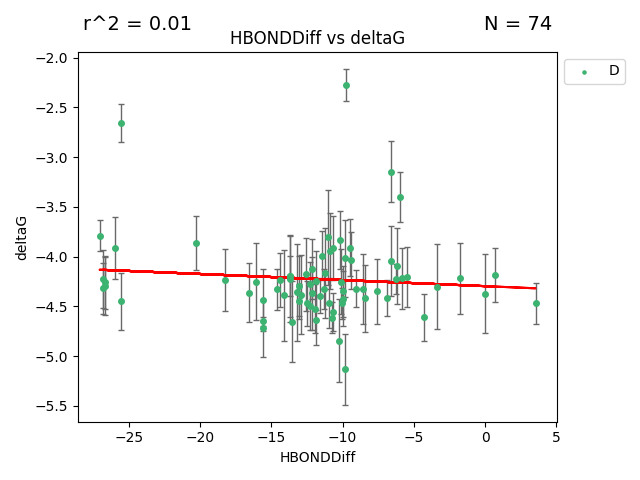 r^2 = 0.01
N = 74
HBONDDiff vs deltaG
D
−2.0
−2.5
−3.0
−3.5
−4.0
−4.5
−5.0
−5.5
deltaG
−25
−20
−15
−10
−5
0
5
HBONDDiff